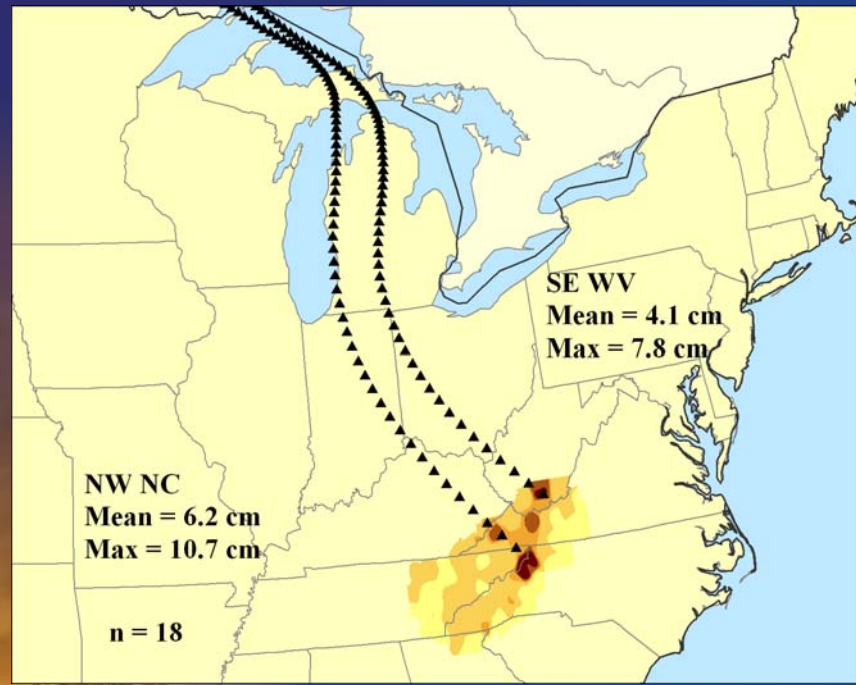 SE WV
Mean = 4.1 cm
Max = 7.8 cm
NW NC
Mean = 6.2 cm
Max = 10.7 cm
n = 18